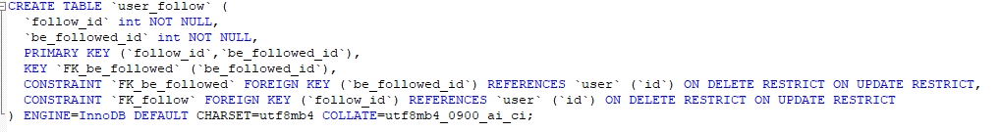 CREATE TABLE `user_follow` (
`follow_id` int NOT NULL,
`be_followed_id` int NOT NULL,
PRIMARY KEY (`follow_id`,`be_followed_id`),
KEY `FK_be_followed` (`be_followed_id`),
CONSTRAINT `FK_be_followed` FOREIGN KEY (`be_followed_id`) REFERENCES `user` (`id`) ON DELETE RESTRICT ON UPDATE RESTRICT,
CONSTRAINT `FK_follow` FOREIGN KEY (`follow_id`) REFERENCES `user` (`id`) ON DELETE RESTRICT ON UPDATE RESTRICT
) ENGINE=InnoDB DEFAULT CHARSET=utf8mb4 COLLATE=utf8mb4_0900_ai_ci;